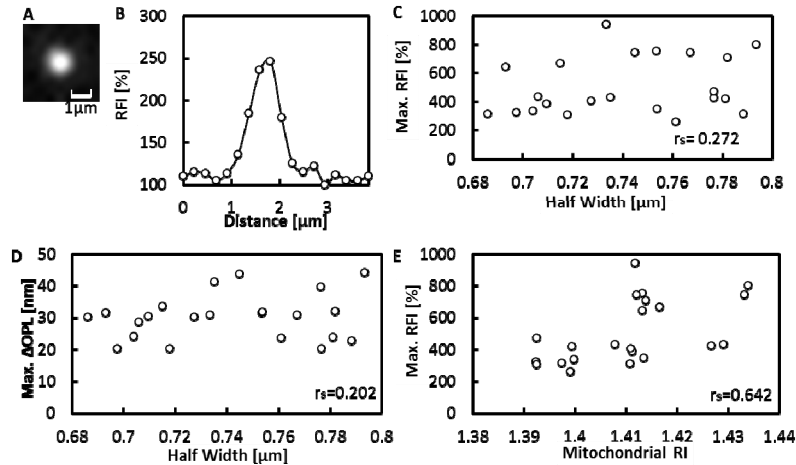 A
1μm
B
RFI [%]
300
250
200
150
100
0 1 2 3
Distance [μm]
C
Max. RFI [%]
1000
800
600
400
200
0
rs= 0.272
0.68 0.7 0.72 0.74 0.76 0.78 0.8
Half Width [μm]
D
Max. ΔOPL [nm]
50
40
30
20
10
0
rs=0.202
0.68 0.7 0.72 0.74 0.76 0.78 0.8
Half Width [μm]
E
Max. RFI [%]
1000
800
600
400
200
0
rs=0.642
1.38 1.39 1.4 1.41 1.42 1.43 1.44
Mitochondrial RI